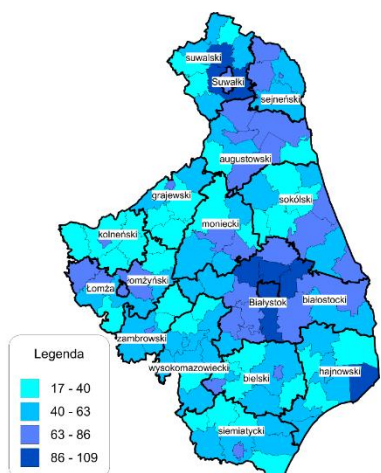 suwalski
Suwałki
sejneński
augustowski
grajewski
sokólski
moniecki
kolneński
Łomża
łomżyński
Białystok
białostocki
zambrowski
wysokomazowiecki
bielski
hajnowski
siemiatycki
Legenda
17 - 40
40 - 63
63 - 86
86 - 109